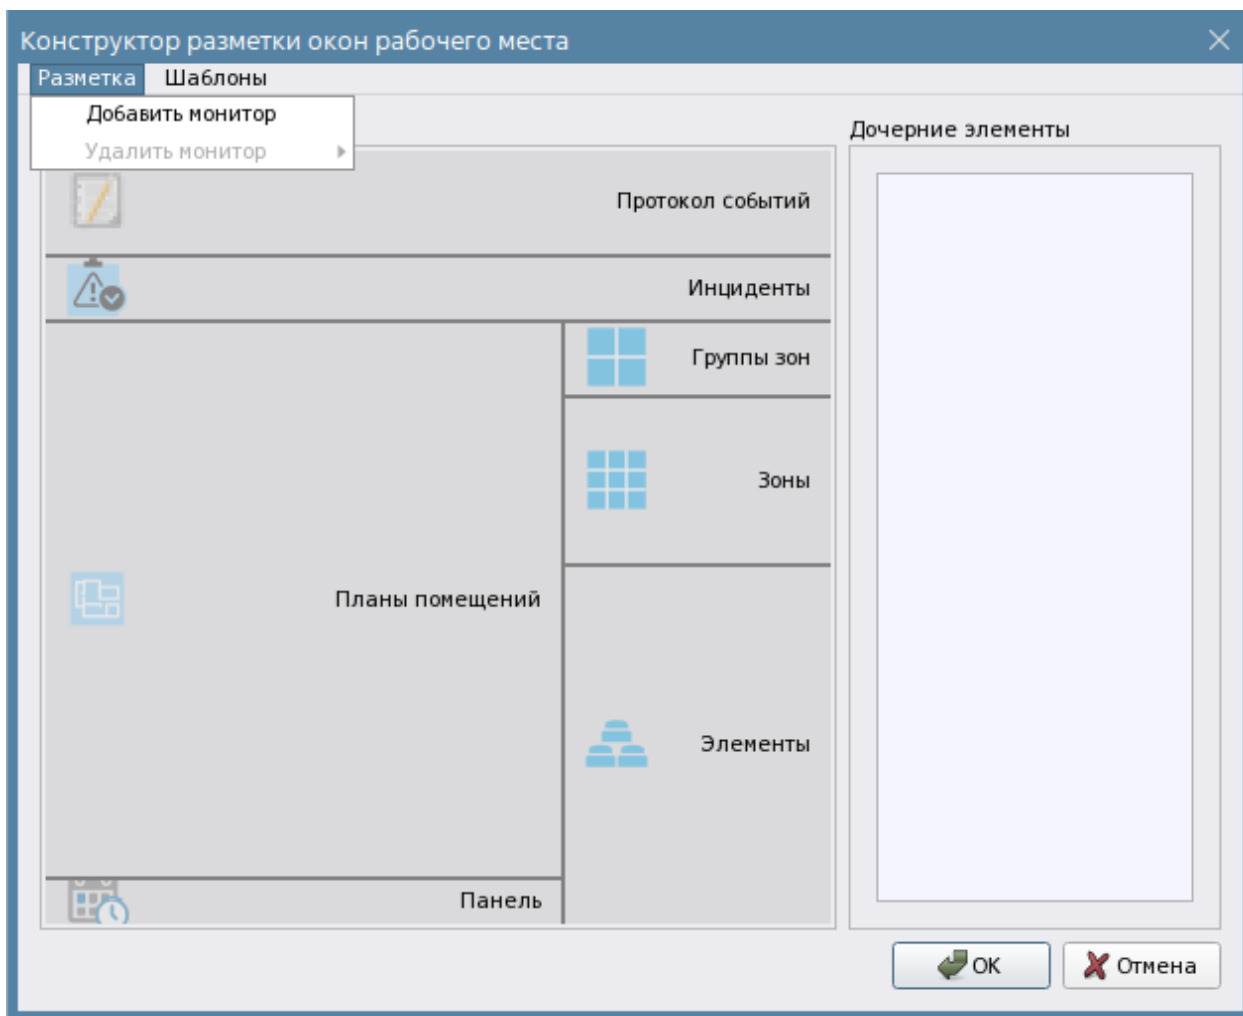 Конструктор разметки окон рабочего места
Разметка Шаблоны
Добавить монитор
Удалить монитор
Дочерние элементы
Протокол событий
Инциденты
Группы зон
Зоны
Планы помещений
Элементы
Панель
OK Отмена